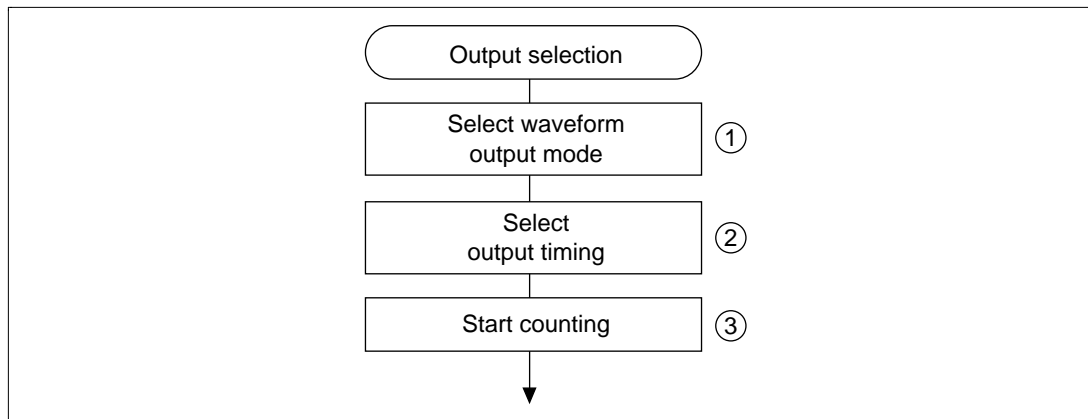 Output selection
Select waveform
output mode
①
Select
output timing
②
Start counting
③